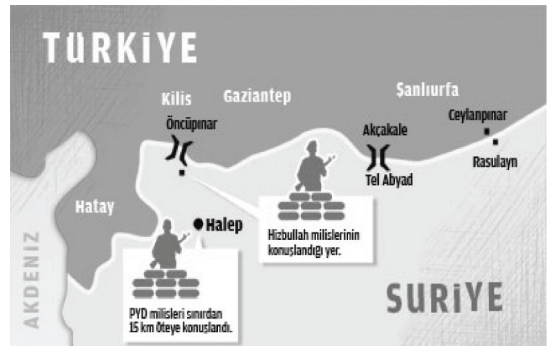 TÜRKİYE
Kilis
Gaziantep
Şanlıurfa
Öncüpınar
Akçakale
Ceylanpınar
Tel Abyad
Rasulayn
Hatay
Halep
Hizbullah milislerinin
konuşlandığı yer.
AKDENİZ
PYD milisleri sınırdan
15 km öteye konuşlandı.
SURİYE